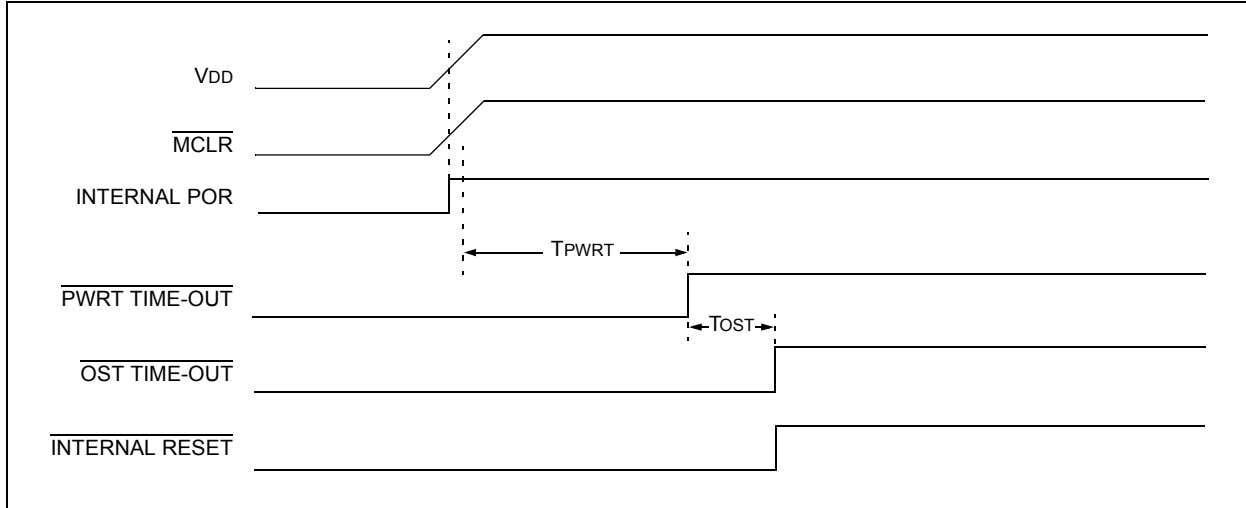 VDD
MCLR
INTERNAL POR
TPWRT
PWRT TIME-OUT
TOST
OST TIME-OUT
INTERNAL RESET